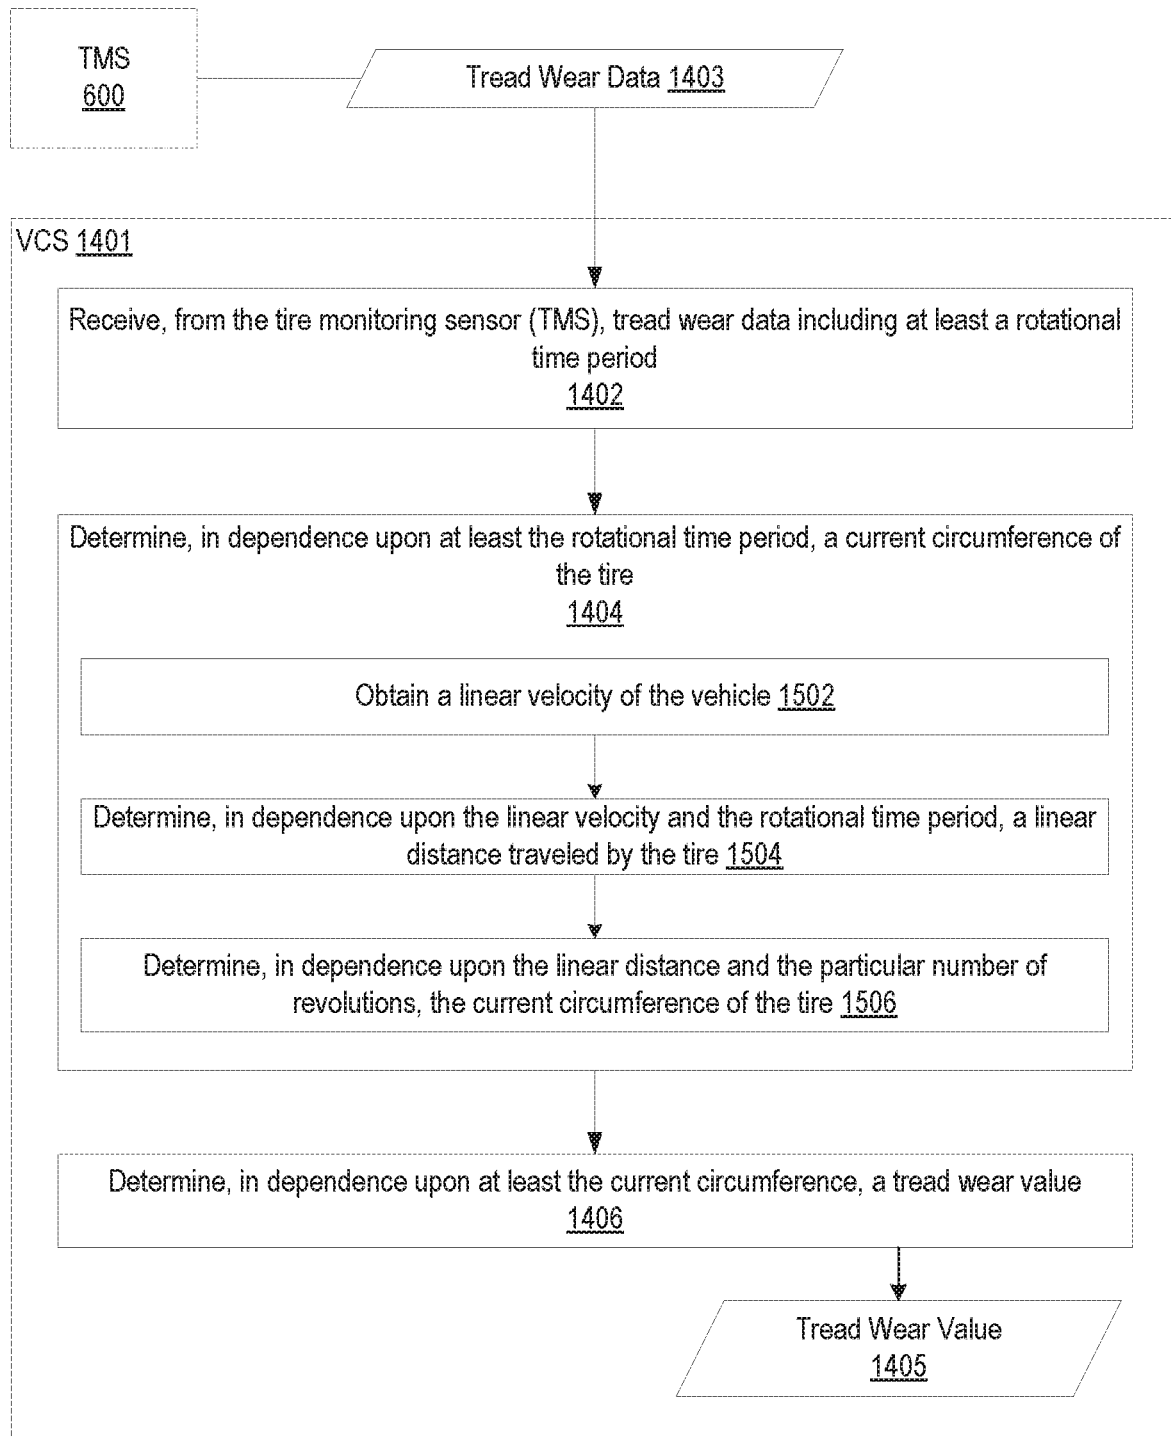 TMS
600
Tread Wear Data 1403
VCS 1401
Receive, from the tire monitoring sensor (TMS), tread wear data including at least a rotational
time period
1402
Determine, in dependence upon at least the rotational time period, a current circumference of
the tire
1404
Obtain a linear velocity of the vehicle 1502
Determine, in dependence upon the linear velocity and the rotational time period, a linear
distance traveled by the tire 1504
Determine, in dependence upon the linear distance and the particular number of
revolutions, the current circumference of the tire 1506
Determine, in dependence upon at least the current circumference, a tread wear value
1406
Tread Wear Value
1405